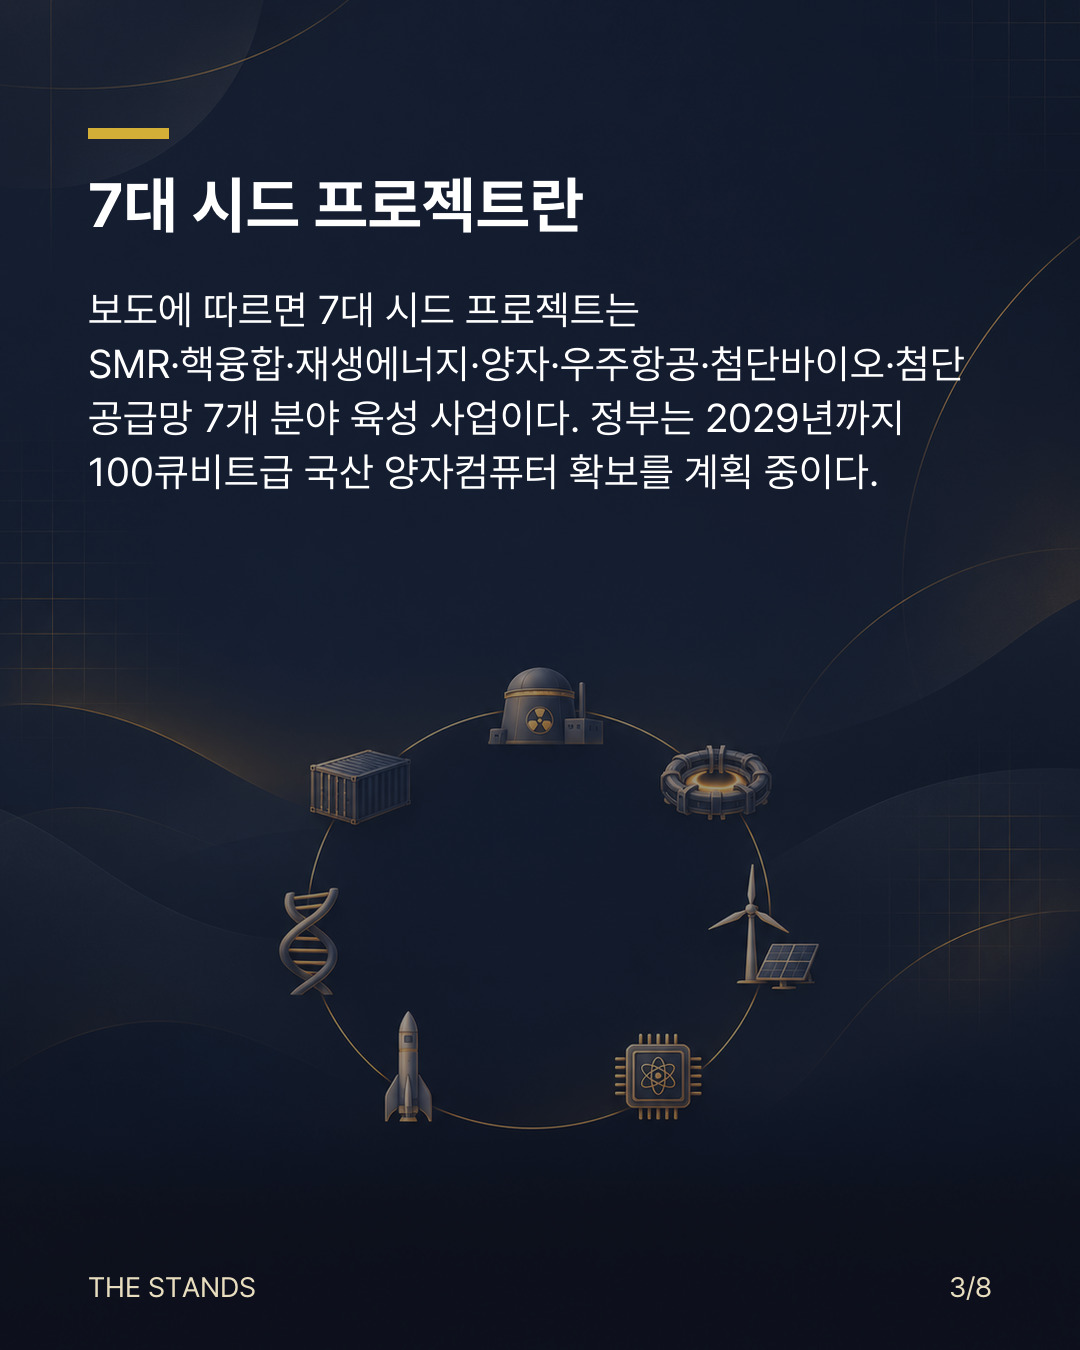 7대 시드 프로젝트란
보도에 따르면 7대 시드 프로젝트는
SMR·핵융합·재생에너지·양자·우주항공·첨단바이오·첨단
공급망 7개 분야 육성 사업이다. 정부는 2029년까지
100큐비트급 국산 양자컴퓨터 확보를 계획 중이다.
THE STANDS
3/8